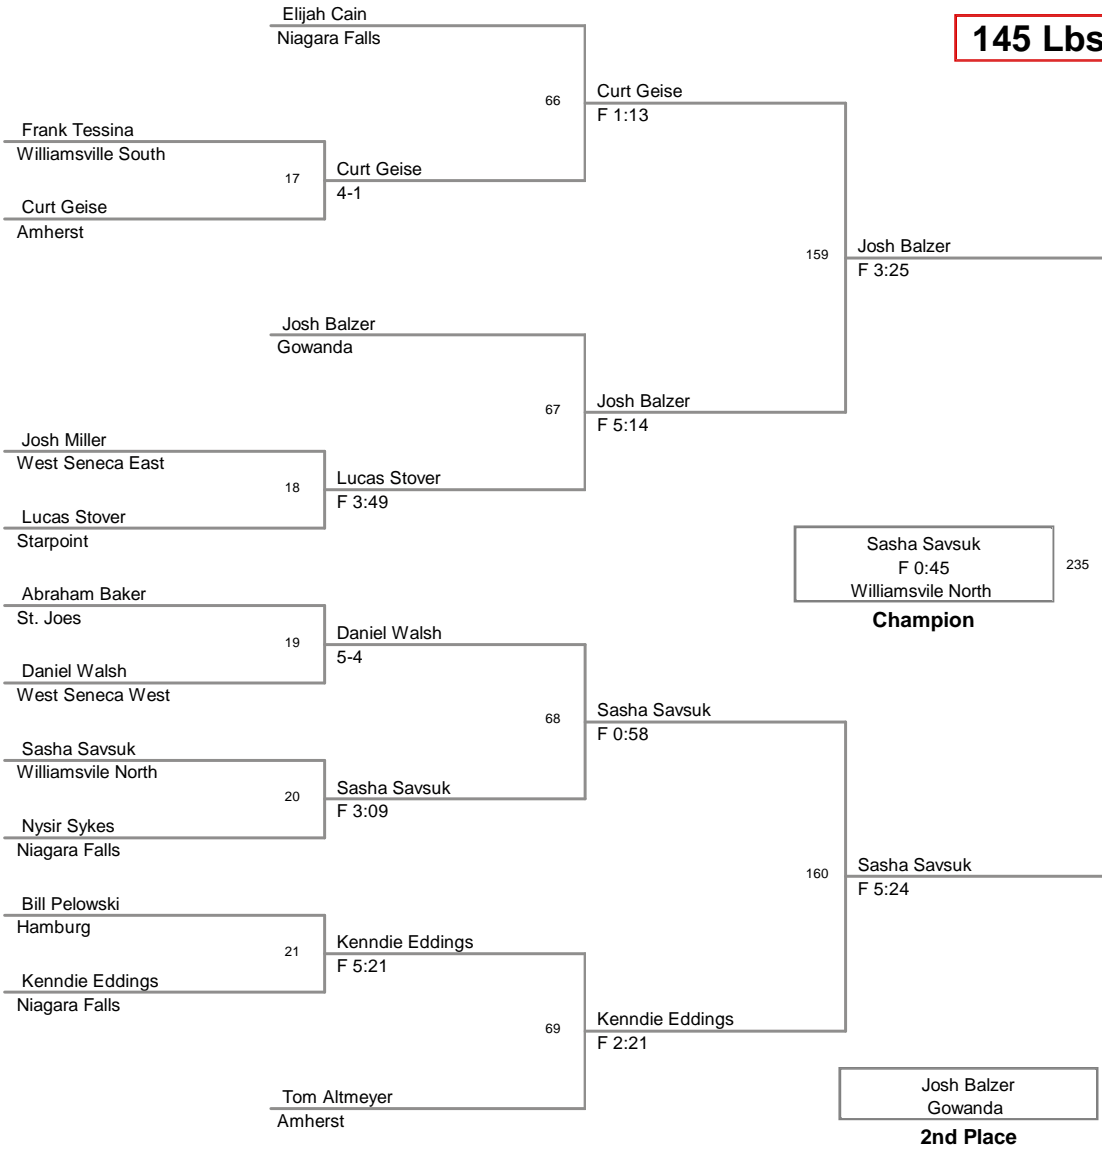 Elijah Cain
Niagara Falls
145 Lbs
66
Curt Geise
F 1:13
Frank Tessina
Williamsville South
17
Curt Geise
4-1
Curt Geise
Amherst
159
Josh Balzer
F 3:25
Josh Balzer
Gowanda
67
Josh Balzer
F 5:14
Josh Miller
West Seneca East
18
Lucas Stover
F 3:49
Lucas Stover
Starpoint
Sasha Savsuk
F 0:45
Williamsvile North
235
Champion
Abraham Baker
St. Joes
19
Daniel Walsh
5-4
Daniel Walsh
West Seneca West
68
Sasha Savsuk
F 0:58
Sasha Savsuk
Williamsvile North
20
Sasha Savsuk
F 3:09
Nysir Sykes
Niagara Falls
160
Sasha Savsuk
F 5:24
Bill Pelowski
Hamburg
21
Kenndie Eddings
F 5:21
Kenndie Eddings
Niagara Falls
69
Kenndie Eddings
F 2:21
Tom Altmeyer
Amherst
Josh Balzer
Gowanda
2nd Place